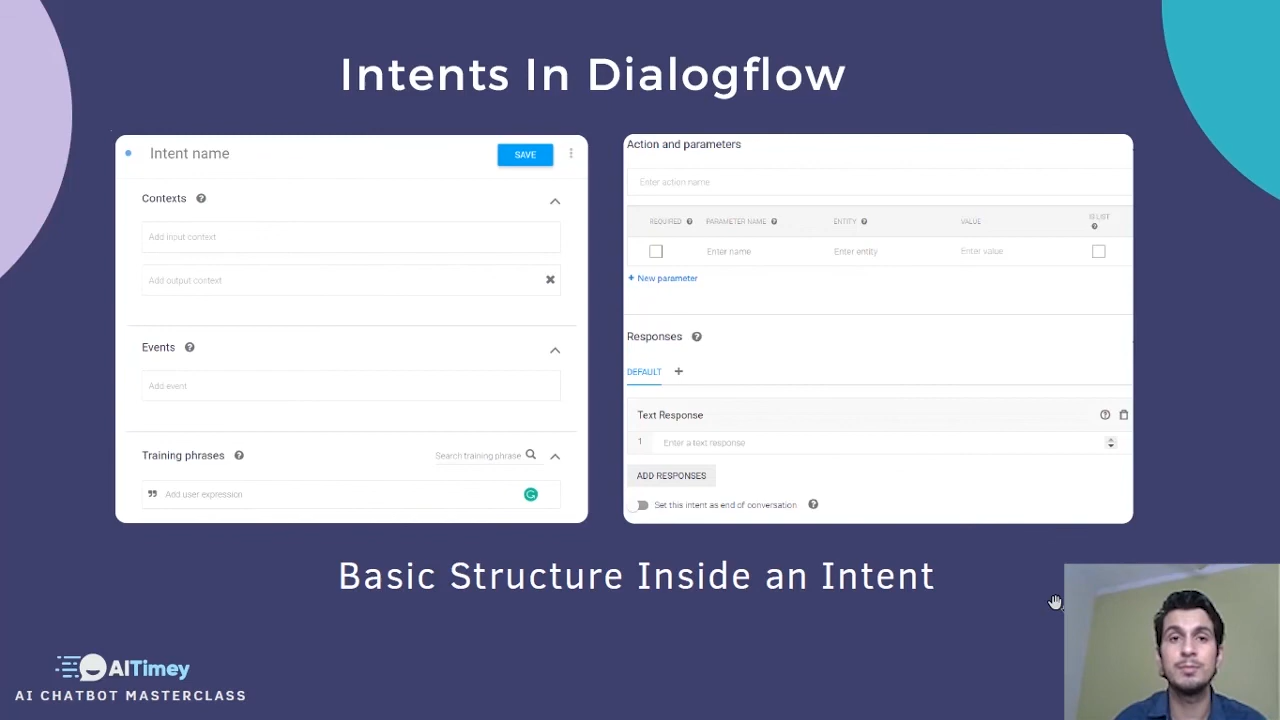 Intents In Dialogflow
Intent name
SAVE
Contexts
Add input context
Add output context
Events
Add event
Training phrases
Search training phrase
Add user expression
Action and parameters
Enter action name
REQUIRED PARAMETER NAME ENTITY VALUE IS LIST
Enter name Enter entity Enter value
+ New parameter
Responses
DEFAULT +
Text Response
1 Enter a text response
ADD RESPONSES
Set this intent as end of conversation
Basic Structure Inside an Intent
AITimey
AI CHATBOT MASTERCLASS